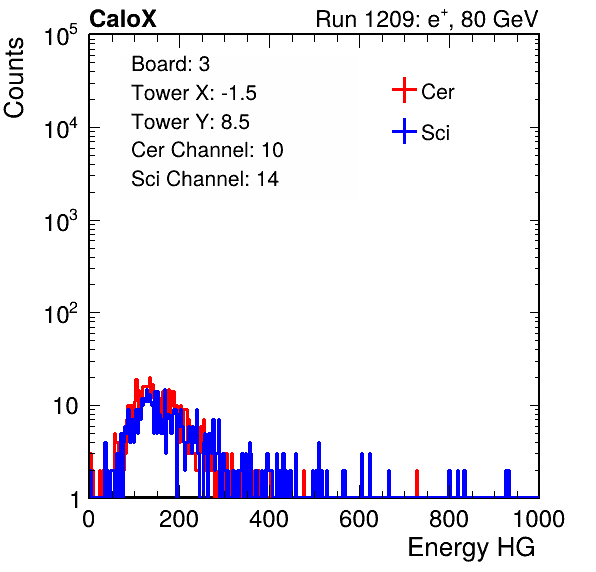 CaloX Run 1209: e⁺, 80 GeV
Counts
10⁵
10⁴
10³
10²
10
1
Board: 3
Tower X: -1.5
Tower Y: 8.5
Cer Channel: 10
Sci Channel: 14
Cer
Sci
0 200 400 600 800 1000
Energy HG